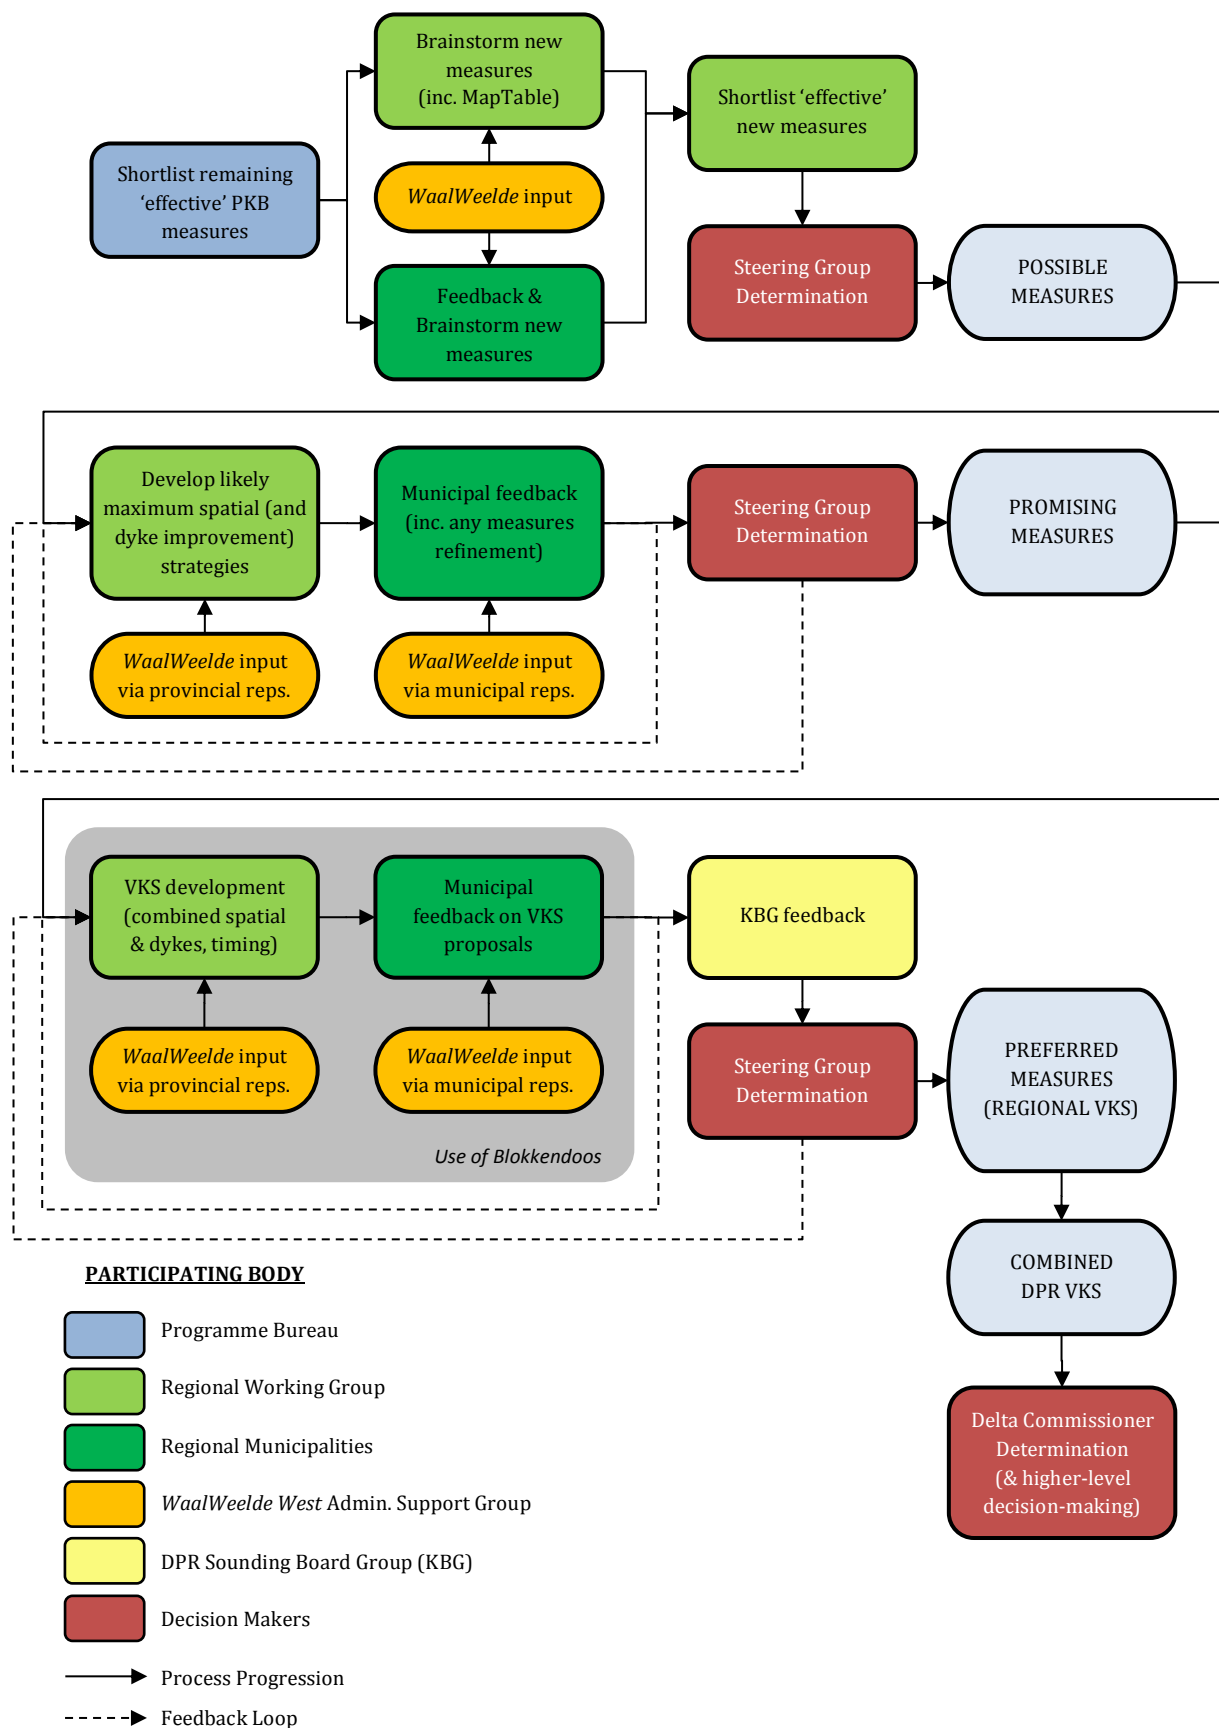 Brainstorm new
measures
(inc. MapTable)
Shortlist ‘effective’
new measures
Shortlist remaining
‘effective’ PKB
measures
WaalWeelde input
Steering Group
Determination
POSSIBLE
MEASURES
Feedback &
Brainstorm new
measures
Develop likely
maximum spatial (and
dyke improvement)
strategies
Municipal feedback
(inc. any measures
refinement)
Steering Group
Determination
PROMISING
MEASURES
WaalWeelde input
via provincial reps.
WaalWeelde input
via municipal reps.
VKS development
(combined spatial
& dykes, timing)
Municipal
feedback on VKS
proposals
KBG feedback
WaalWeelde input
via provincial reps.
WaalWeelde input
via municipal reps.
Steering Group
Determination
PREFERRED
MEASURES
(REGIONAL VKS)
Use of Blokkendoos
COMBINED
DPR VKS
Delta Commissioner
Determination
(& higher-level
decision-making)
PARTICIPATING BODY
Programme Bureau
Regional Working Group
Regional Municipalities
WaalWeelde West Admin. Support Group
DPR Sounding Board Group (KBG)
Decision Makers
Process Progression
Feedback Loop